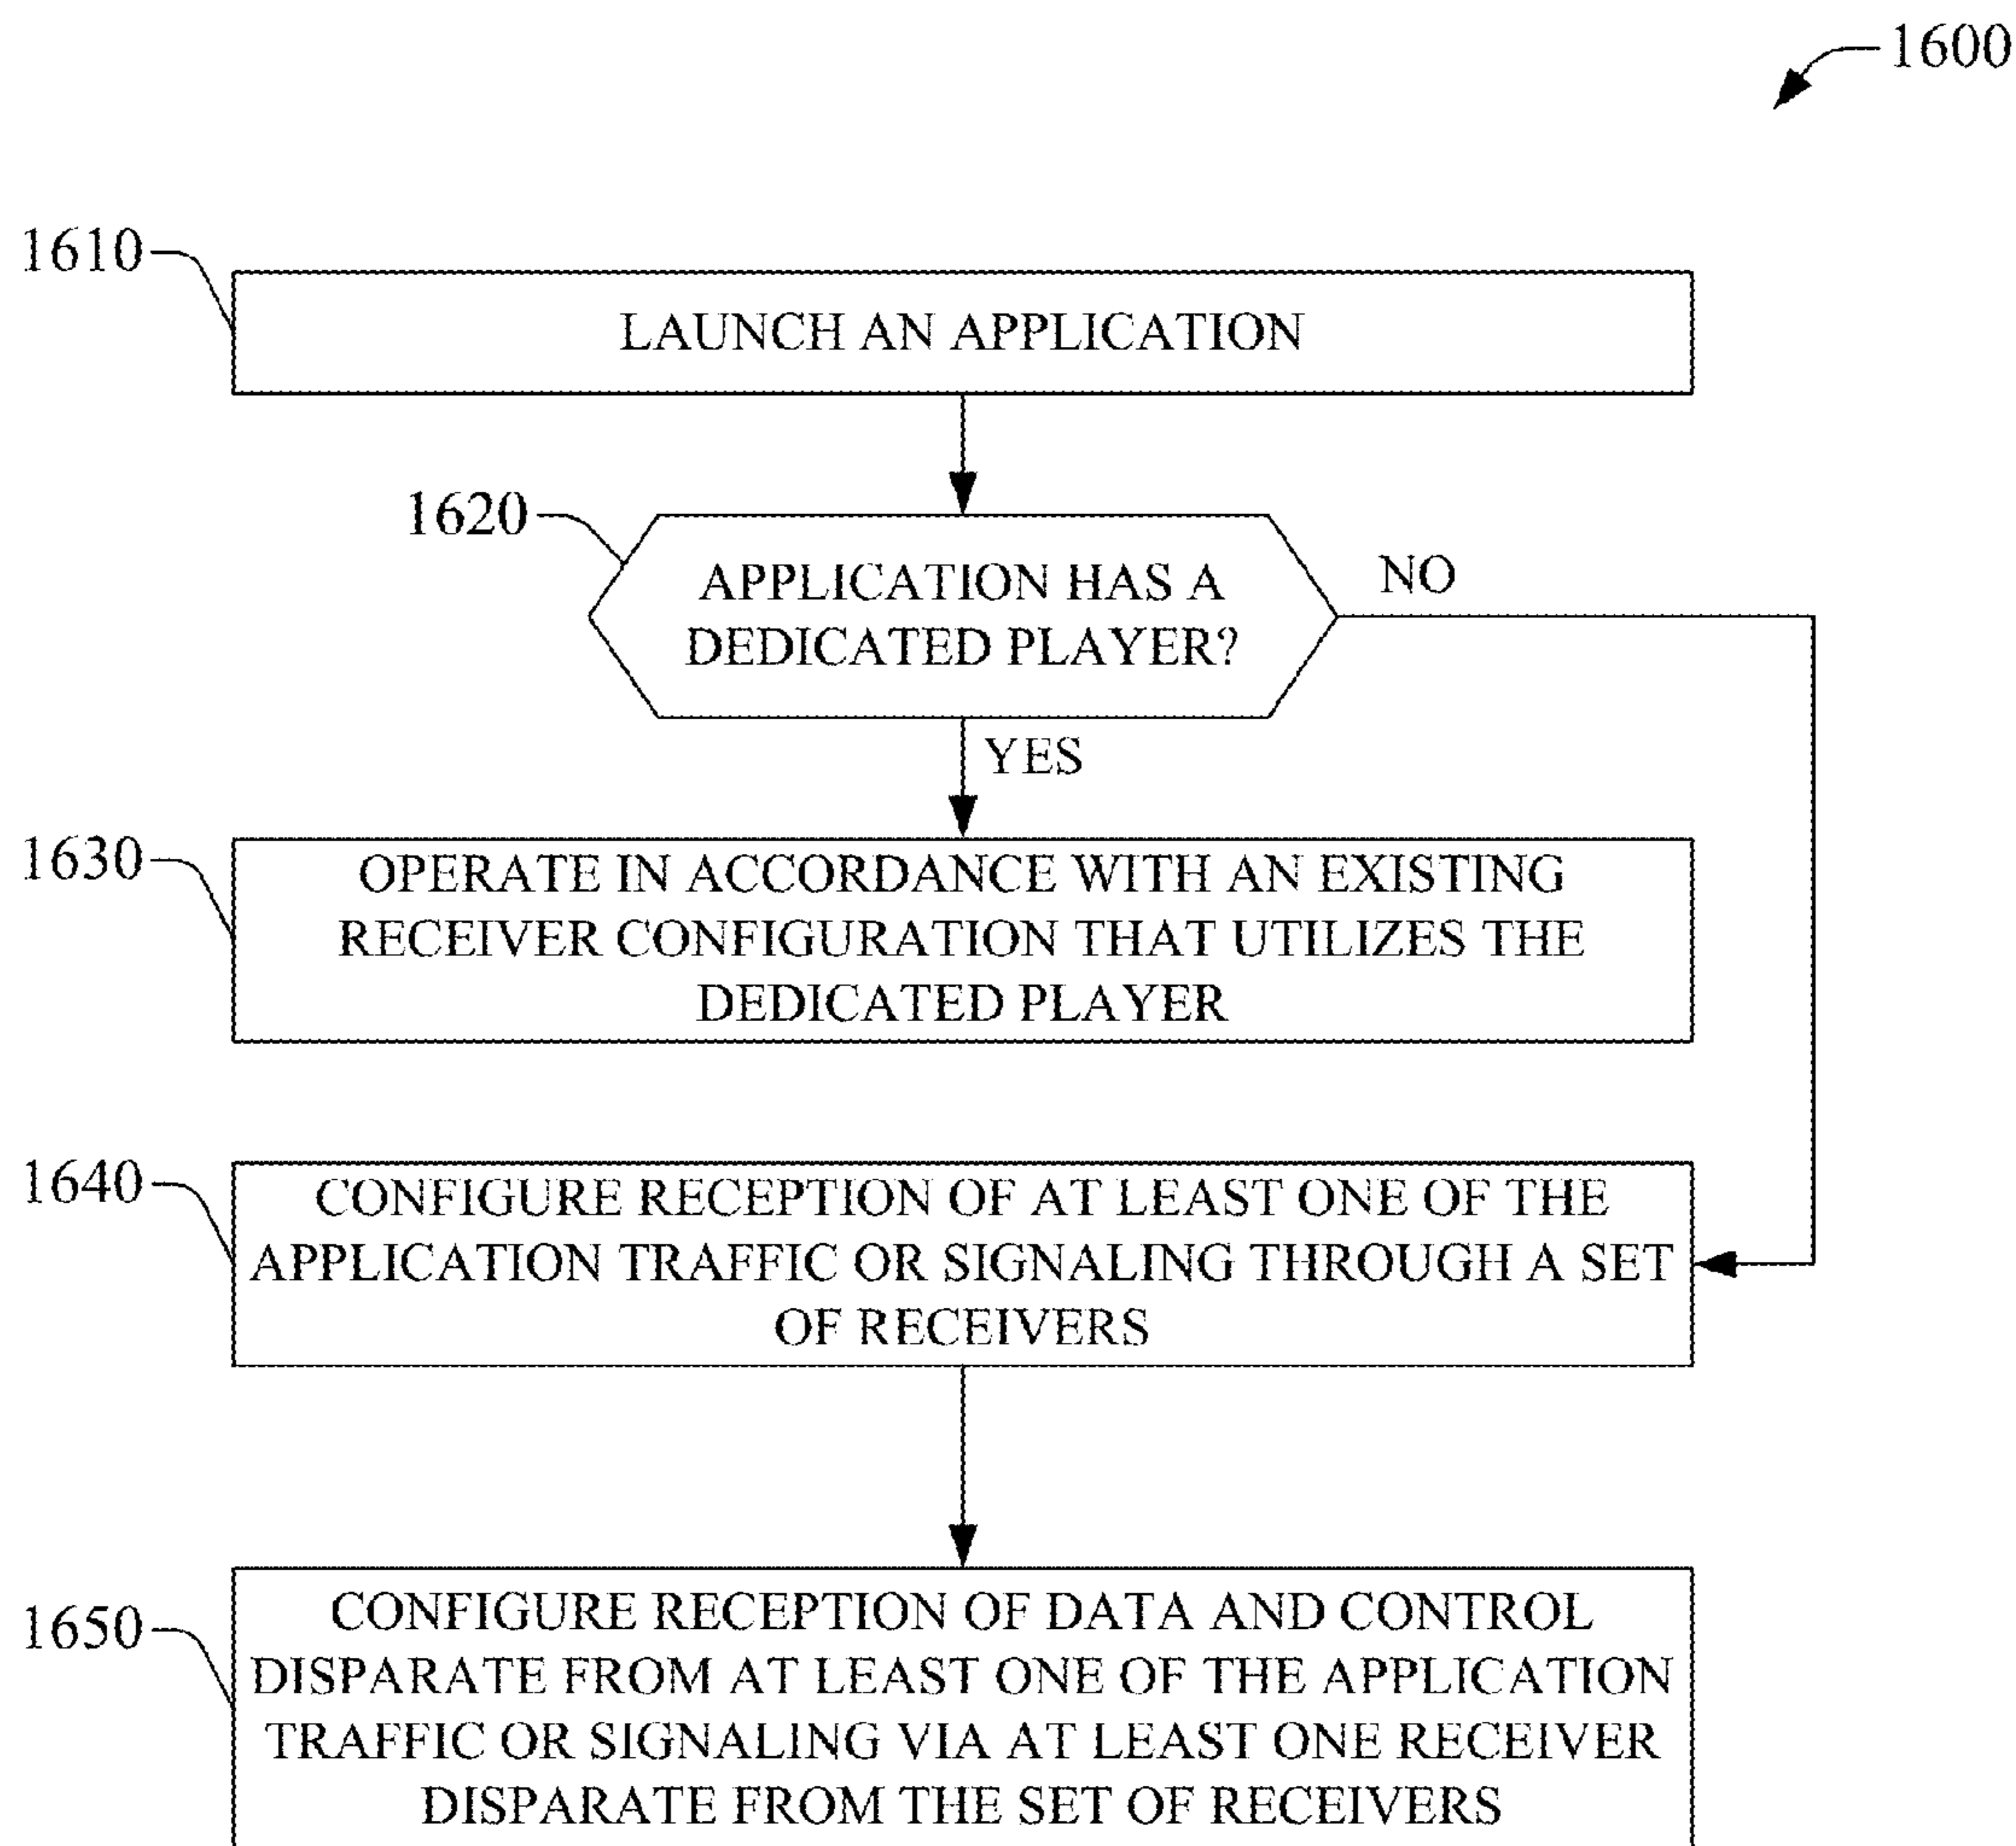 1600
1610
LAUNCH AN APPLICATION
1620
APPLICATION HAS A
DEDICATED PLAYER?
NO
YES
1630
OPERATE IN ACCORDANCE WITH AN EXISTING
RECEIVER CONFIGURATION THAT UTILIZES THE
DEDICATED PLAYER
1640
CONFIGURE RECEPTION OF AT LEAST ONE OF THE
APPLICATION TRAFFIC OR SIGNALING THROUGH A SET
OF RECEIVERS
1650
CONFIGURE RECEPTION OF DATA AND CONTROL
DISPARATE FROM AT LEAST ONE OF THE APPLICATION
TRAFFIC OR SIGNALING VIA AT LEAST ONE RECEIVER
DISPARATE FROM THE SET OF RECEIVERS